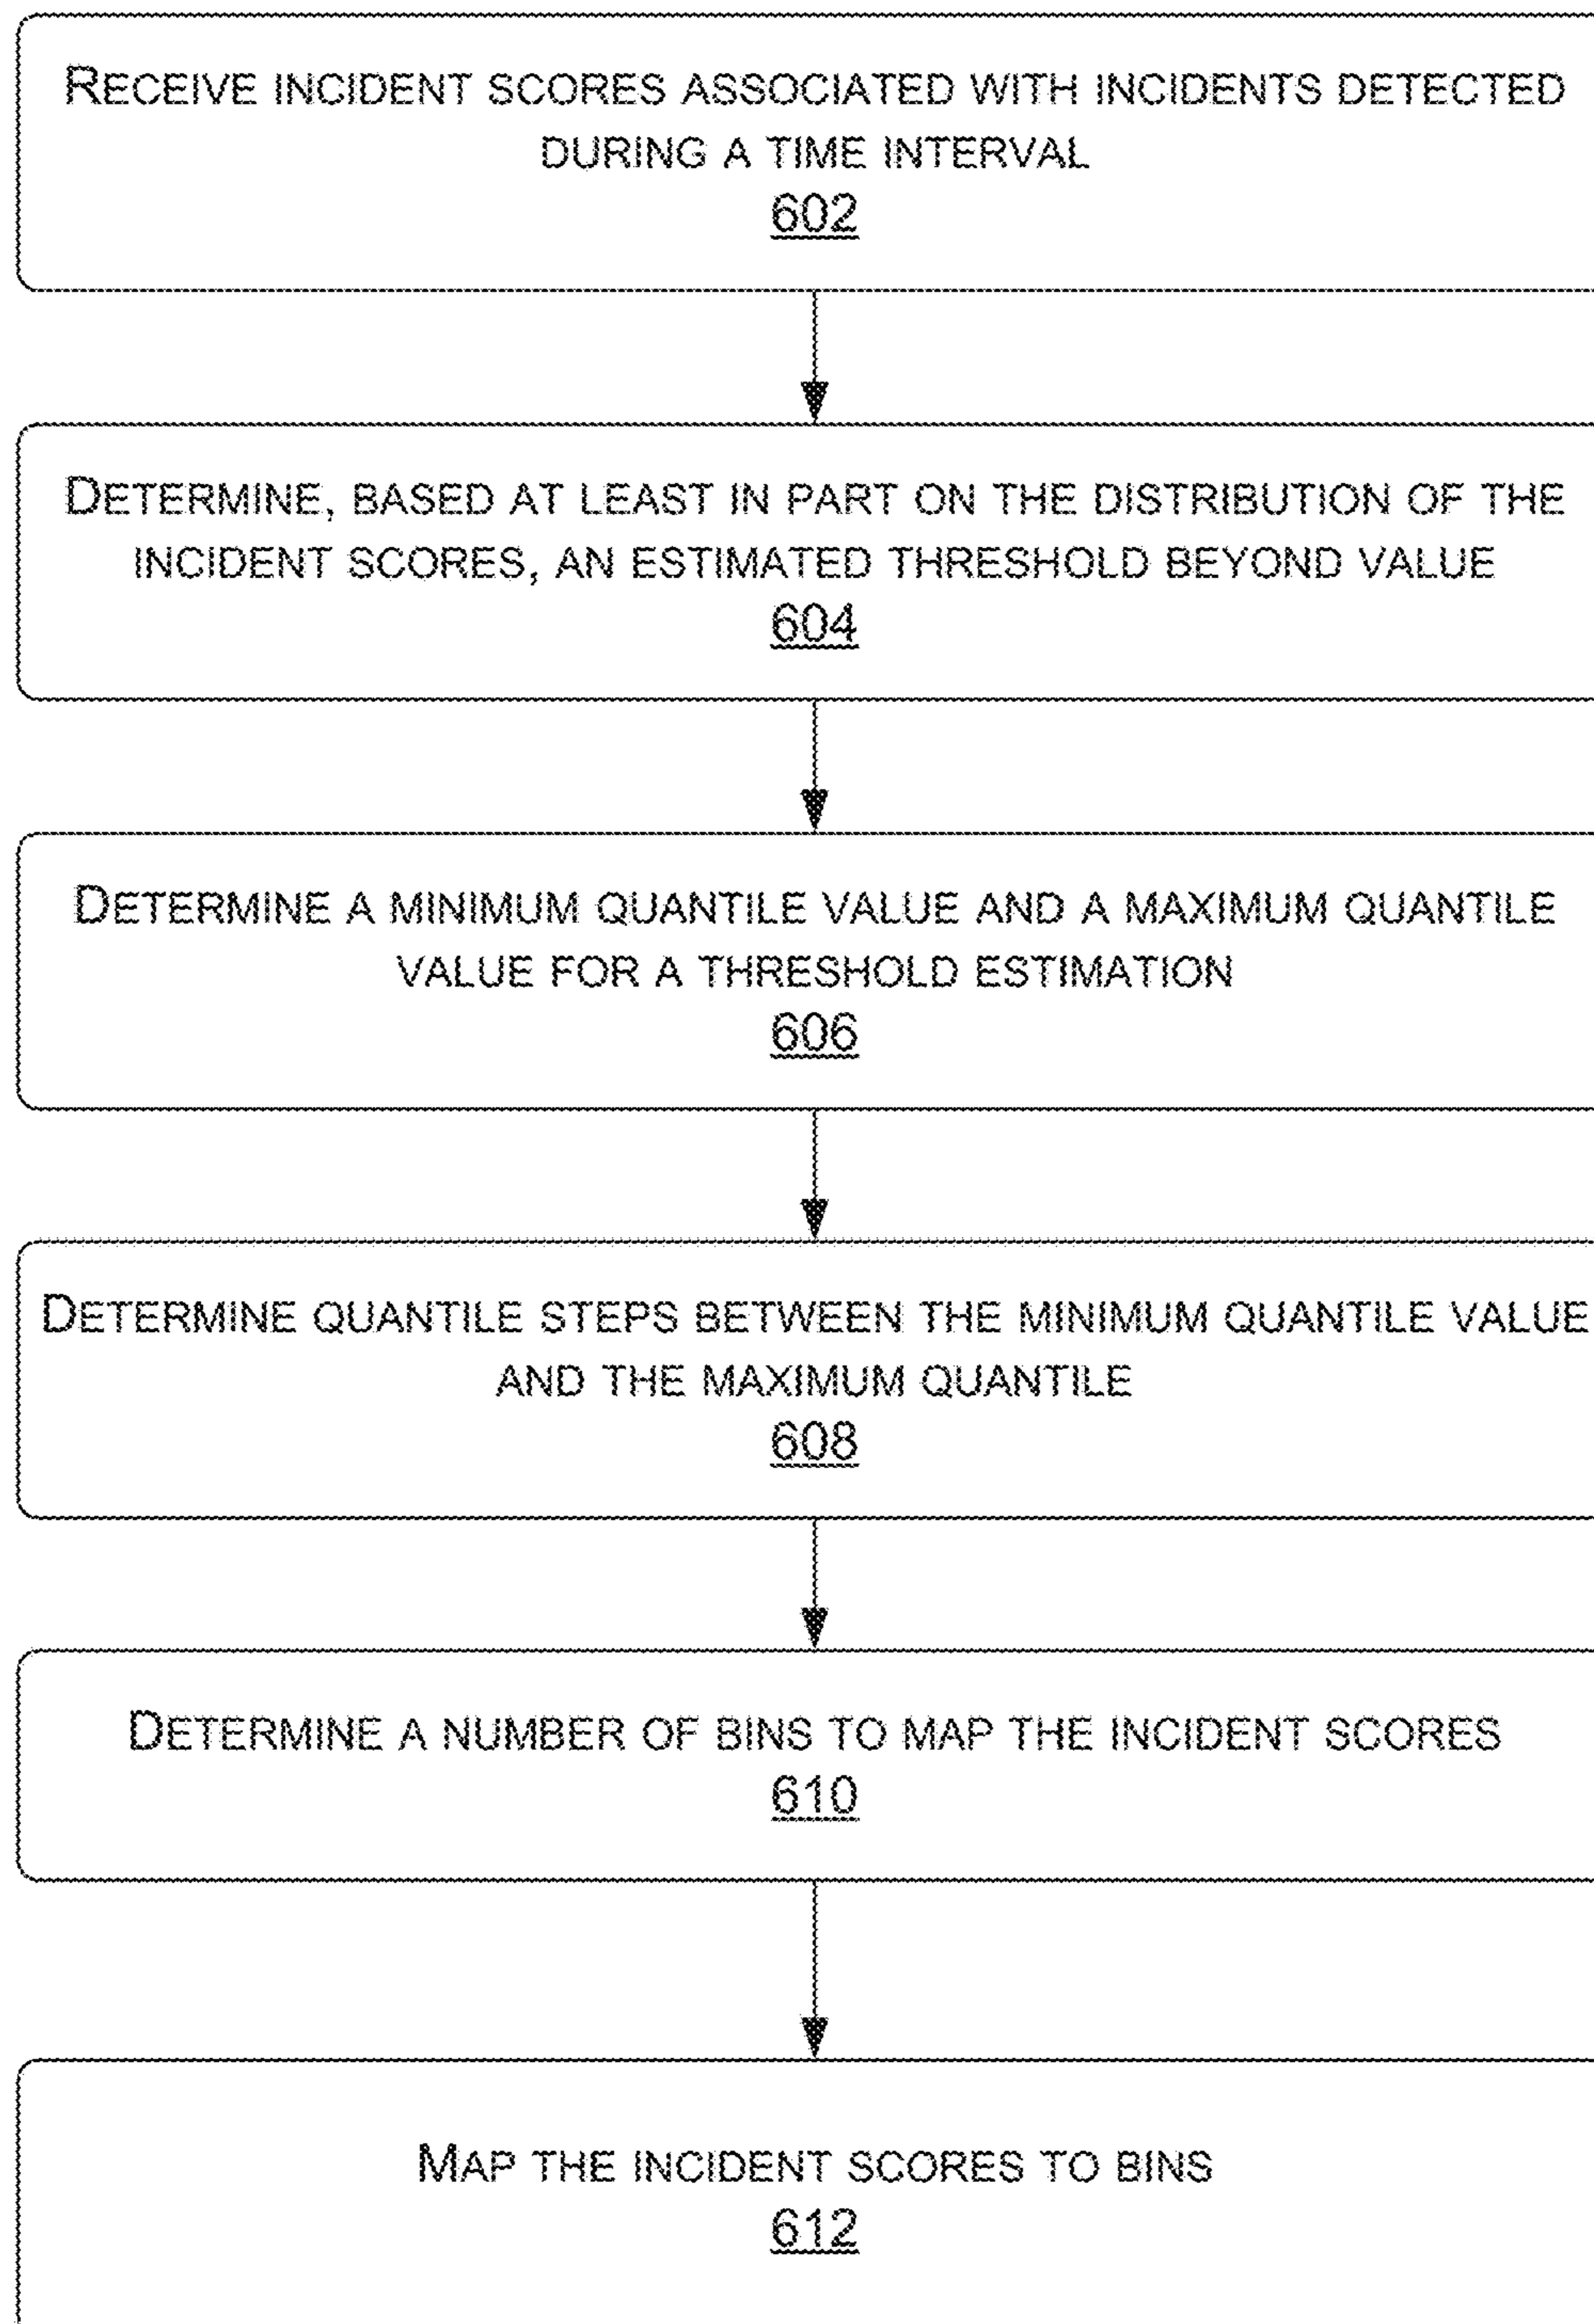 RECEIVE INCIDENT SCORES ASSOCIATED WITH INCIDENTS DETECTED
DURING A TIME INTERVAL
602
DETERMINE, BASED AT LEAST IN PART ON THE DISTRIBUTION OF THE
INCIDENT SCORES, AN ESTIMATED THRESHOLD BEYOND VALUE
604
DETERMINE A MINIMUM QUANTILE VALUE AND A MAXIMUM QUANTILE
VALUE FOR A THRESHOLD ESTIMATION
606
DETERMINE QUANTILE STEPS BETWEEN THE MINIMUM QUANTILE VALUE
AND THE MAXIMUM QUANTILE
608
DETERMINE A NUMBER OF BINS TO MAP THE INCIDENT SCORES
610
MAP THE INCIDENT SCORES TO BINS
612